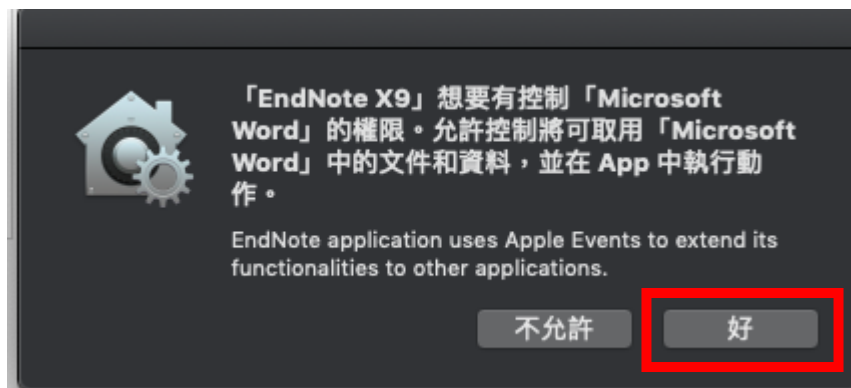 「EndNote X9」想要有控制「Microsoft
Word」的權限。允許控制將可取用「Microsoft
Word」中的文件和資料，並在 App 中執行動
作。
EndNote application uses Apple Events to extend its
functionalities to other applications.
不允許
好